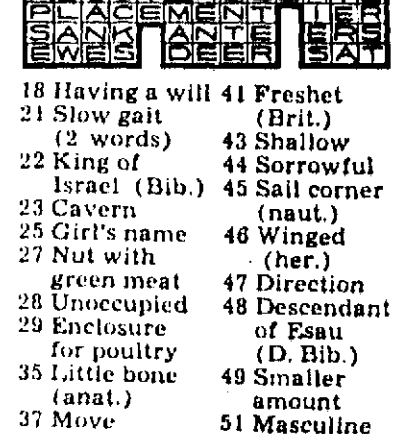 PLACEMENT IER
SANK ANTE RS
EWES DEER SAT
18 Having a will
21 Slow gait
(2 words)
22 King of
Israel (Bib.)
23 Cavern
25 Girl's name
27 Nut with
green meat
28 Unoccupied
29 Enclosure
for poultry
35 Little bone
(anat.)
37 Move
41 Freshet
(Brit.)
43 Shallow
44 Sorrowful
45 Sail corner
(naut.)
46 Winged
(her.)
47 Direction
48 Descendant
of Esau
(D. Bib.)
49 Smaller
amount
51 Masculine